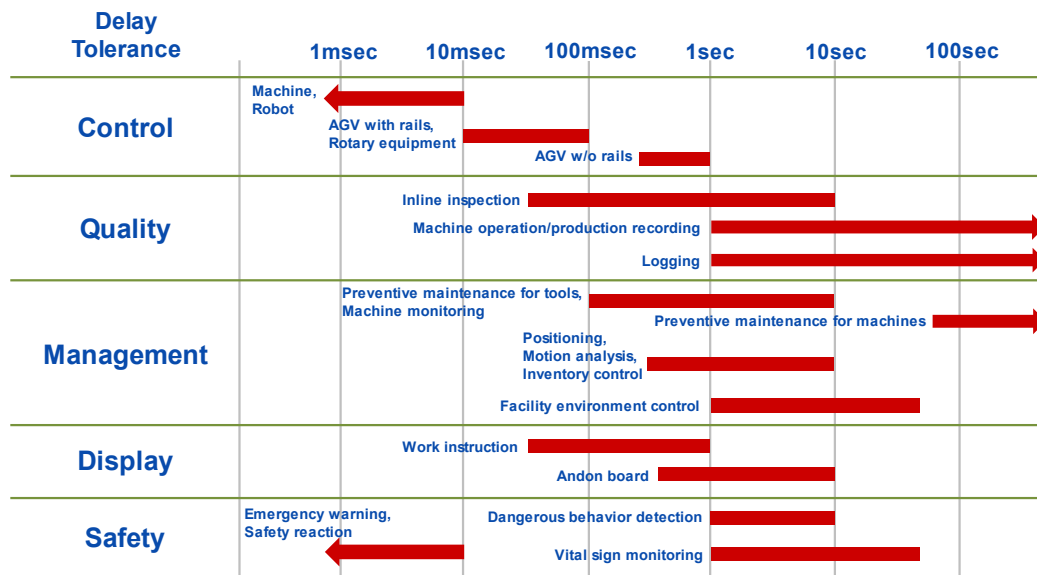 Delay
Tolerance
1msec
10msec
100msec
1sec
10sec
100sec
Control
Machine,
Robot
AGV with rails,
Rotary equipment
AGV w/o rails
Quality
Inline inspection
Machine operation/production recording
Logging
Management
Preventive maintenance for tools,
Machine monitoring
Preventive maintenance for machines
Positioning,
Motion analysis,
Inventory control
Facility environment control
Display
Work instruction
Andon board
Safety
Emergency warning,
Safety reaction
Dangerous behavior detection
Vital sign monitoring